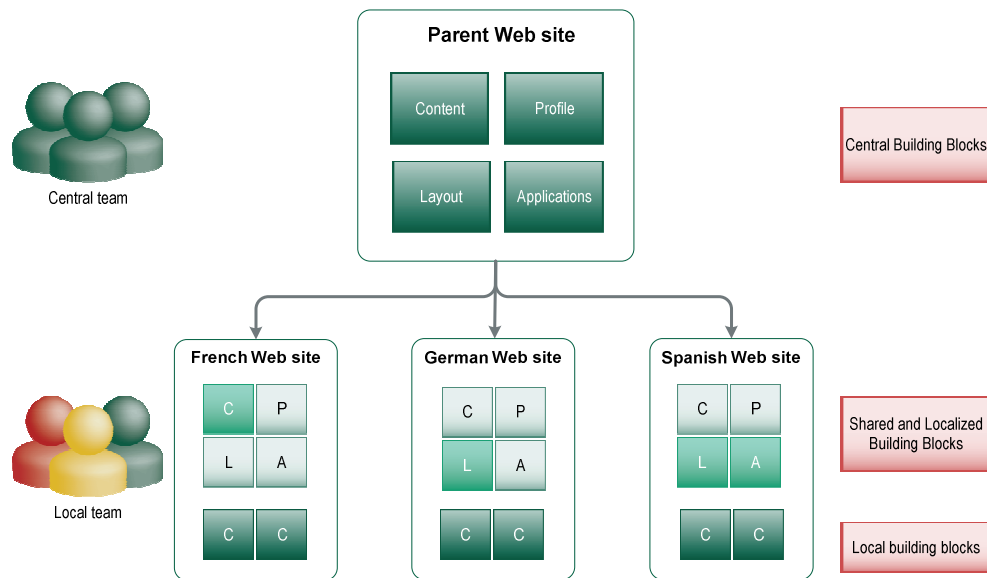 Parent Web site
Content
Profile
Central Building Blocks
Layout
Applications
Central team
French Web site
German Web site
Spanish Web site
C P
C P
C P
L A
L A
L A
Shared and Localized
Building Blocks
Local team
C C
C C
C C
Local building blocks